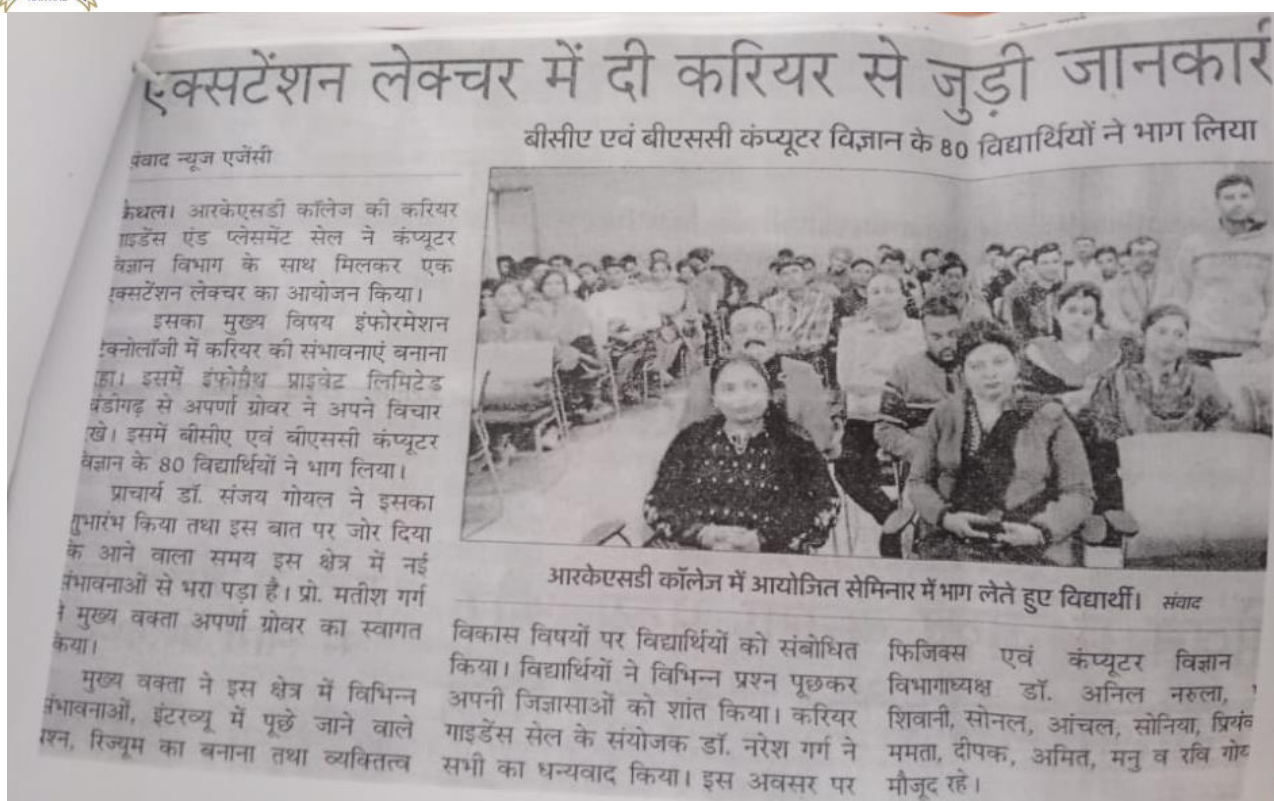 एक्सटेंशन लेक्चर में दी करियर से जुड़ी जानकारी
बीसीए एवं बीएससी कंप्यूटर विज्ञान के 80 विद्यार्थियों ने भाग लिया
संवाद न्यूज एजेंसी
कैथल। आरकेएसडी कॉलेज की करियर
गाइडेंस एंड प्लेसमेंट सेल ने कंप्यूटर
विज्ञान विभाग के साथ मिलकर एक
एक्सटेंशन लेक्चर का आयोजन किया।
इसका मुख्य विषय इंफोरमेशन
टेक्नोलॉजी में करियर की संभावनाएं बनाना
रहा। इसमें इंफोमैथ प्राइवेट लिमिटेड
चंडीगढ़ से अपर्णा ग्रोवर ने अपने विचार
रखे। इसमें बीसीए एवं बीएससी कंप्यूटर
विज्ञान के 80 विद्यार्थियों ने भाग लिया।
प्राचार्य डॉ. संजय गोयल ने इसका
शुभारंभ किया तथा इस बात पर जोर दिया
कि आने वाला समय इस क्षेत्र में नई
संभावनाओं से भरा पड़ा है। प्रो. मतीश गर्ग
ने मुख्य वक्ता अपर्णा ग्रोवर का स्वागत
किया।
मुख्य वक्ता ने इस क्षेत्र में विभिन्न
संभावनाओं, इंटरव्यू में पूछे जाने वाले
प्रश्न, रिज्यूम का बनाना तथा व्यक्तित्व
आरकेएसडी कॉलेज में आयोजित सेमिनार में भाग लेते हुए विद्यार्थी। संवाद
विकास विषयों पर विद्यार्थियों को संबोधित
किया। विद्यार्थियों ने विभिन्न प्रश्न पूछकर
अपनी जिज्ञासाओं को शांत किया। करियर
गाइडेंस सेल के संयोजक डॉ. नरेश गर्ग ने
सभी का धन्यवाद किया। इस अवसर पर
फिजिक्स एवं कंप्यूटर विज्ञान
विभागाध्यक्ष डॉ. अनिल नरुला,
शिवानी, सोनल, आंचल, सोनिया,
ममता, दीपक, अमित, मनु व रवि
मौजूद रहे।